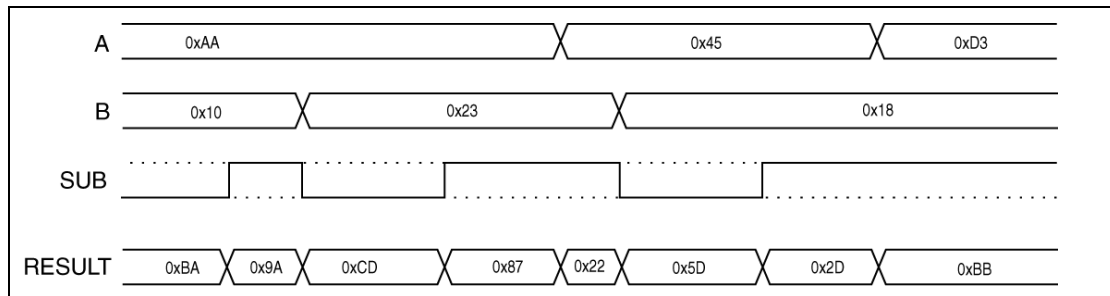 A 0xAA 0x45 0xD3
B 0x10 0x23 0x18
SUB
RESULT 0xBA 0x9A 0xCD 0x87 0x22 0x5D 0x2D 0xBB